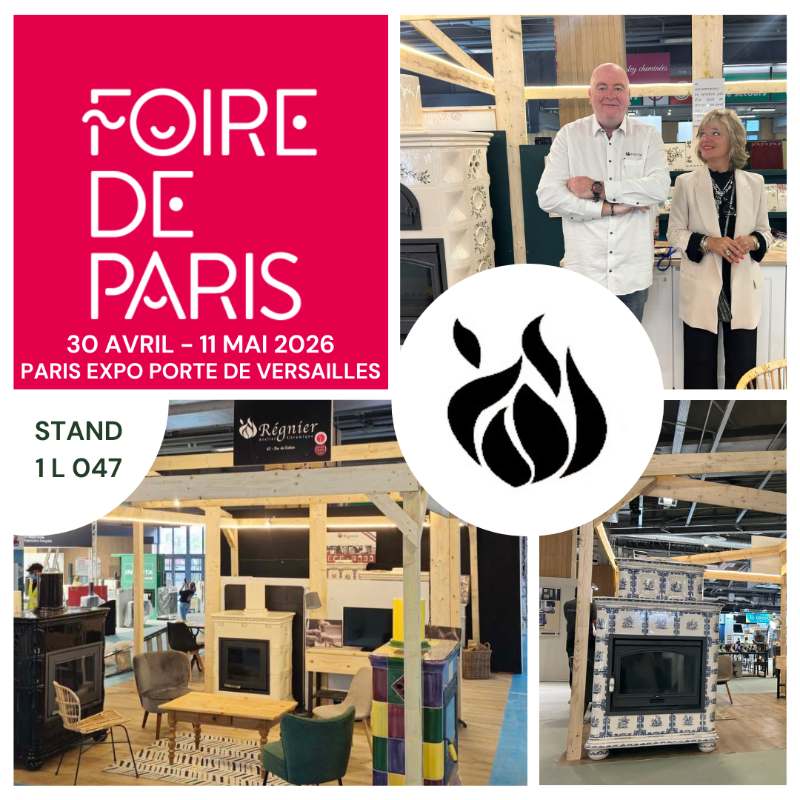 FOIRE
DE
PARIS
30 AVRIL - 11 MAI 2026
PARIS EXPO PORTE DE VERSAILLES
STAND
1 L 047
Régnier